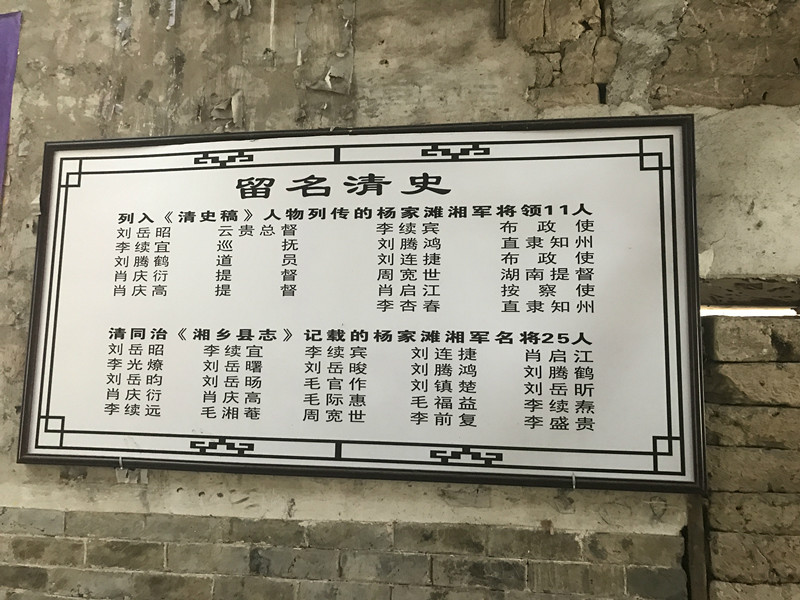 留名清史
列入《清史稿》人物列传的杨家滩湘军将领11人
刘岳昭 云贵总督 李续宾 布政使
李续宜 巡抚 刘腾鸿 直隶知州
刘腾鹤 道员 刘连捷 布政使
肖庆衍 提督 周宽世 湖南提督
肖庆高 提督 肖启江 按察使
李杏春 直隶知州
清同治《湘乡县志》记载的杨家滩湘军名将25人
刘岳昭 李续宜 李续宾 刘连捷 肖启江
李光燎 刘岳曙 刘岳晙 刘腾鸿 刘腾鹤
刘岳昀 刘岳旸 毛官作 刘镇楚 刘岳昕
肖庆衍 肖庆高 毛际惠 毛福益 李续焘
李续远 毛湘菴 周宽世 李前复 李盛贵